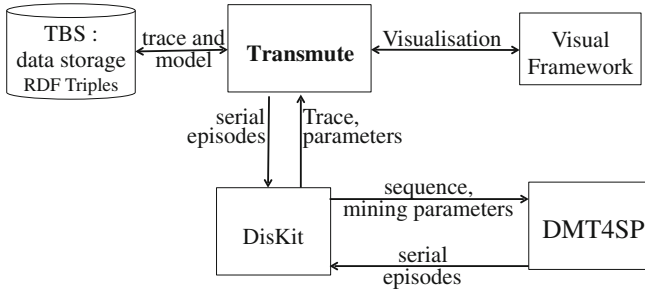 TBS :
data storage
RDF Triples
trace and
model
Transmute
Visualisation
Visual
Framework
serial
episodes
Trace,
parameters
DisKit
sequence,
mining parameters
DMT4SP
serial
episodes